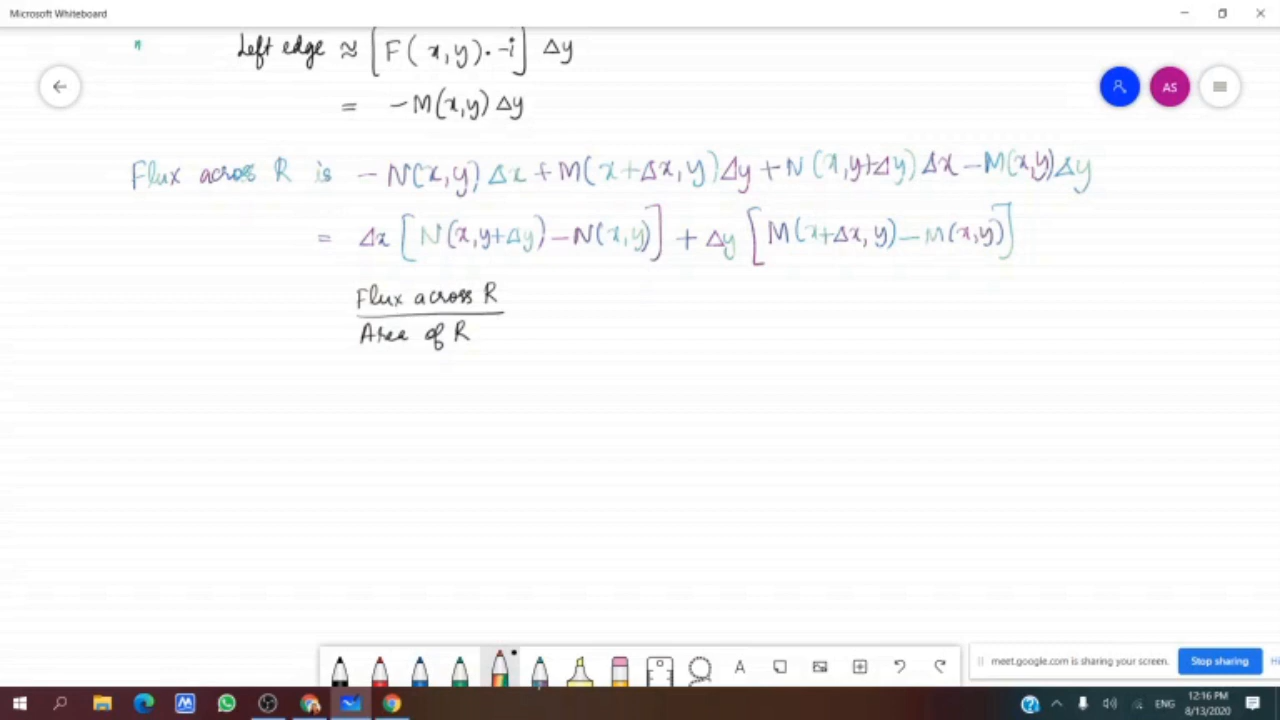 Microsoft Whiteboard
" Left edge ≈ [F(x,y)·-i] Δy
= -M(x,y) Δy
AS
Flux across R is -N(x,y) Δx + M(x+Δx,y) Δy + N(x,y+Δy) Δx - M(x,y) Δy
= Δx [N(x,y+Δy) - N(x,y)] + Δy [M(x+Δx,y) - M(x,y)]
Flux across R
Area of R
A
meet.google.com is sharing your screen. Stop sharing Hi
12:16 PM
ENG
8/13/2020